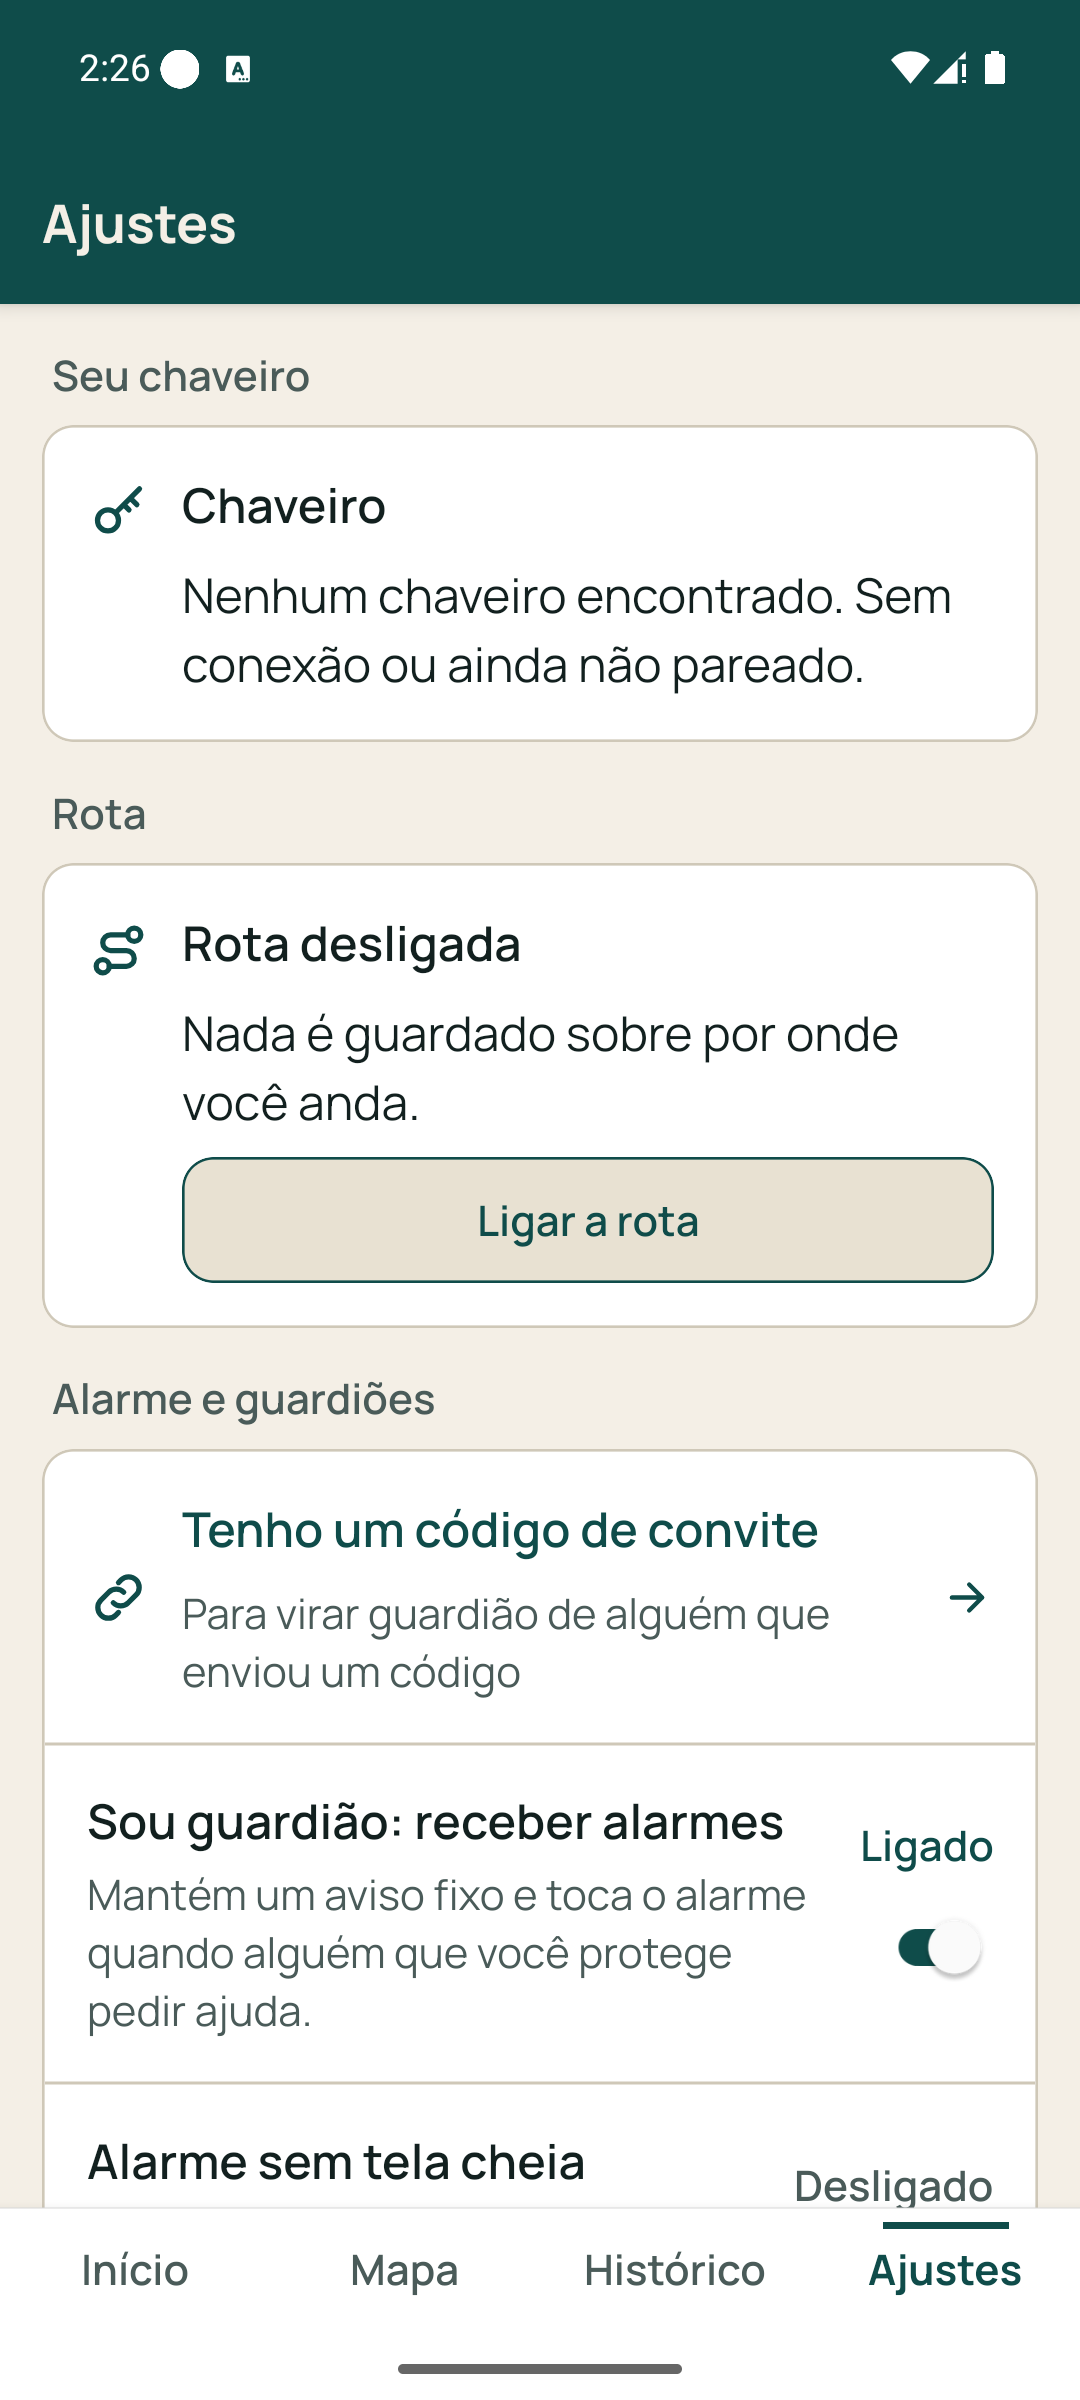 2:26
Ajustes
Seu chaveiro
Chaveiro
Nenhum chaveiro encontrado. Sem
conexão ou ainda não pareado.
Rota
Rota desligada
Nada é guardado sobre por onde
você anda.
Ligar a rota
Alarme e guardiões
Tenho um código de convite
Para virar guardião de alguém que
enviou um código
Sou guardião: receber alarmes
Ligado
Mantém um aviso fixo e toca o alarme
quando alguém que você protege
pedir ajuda.
Alarme sem tela cheia
Desligado
Início
Mapa
Histórico
Ajustes